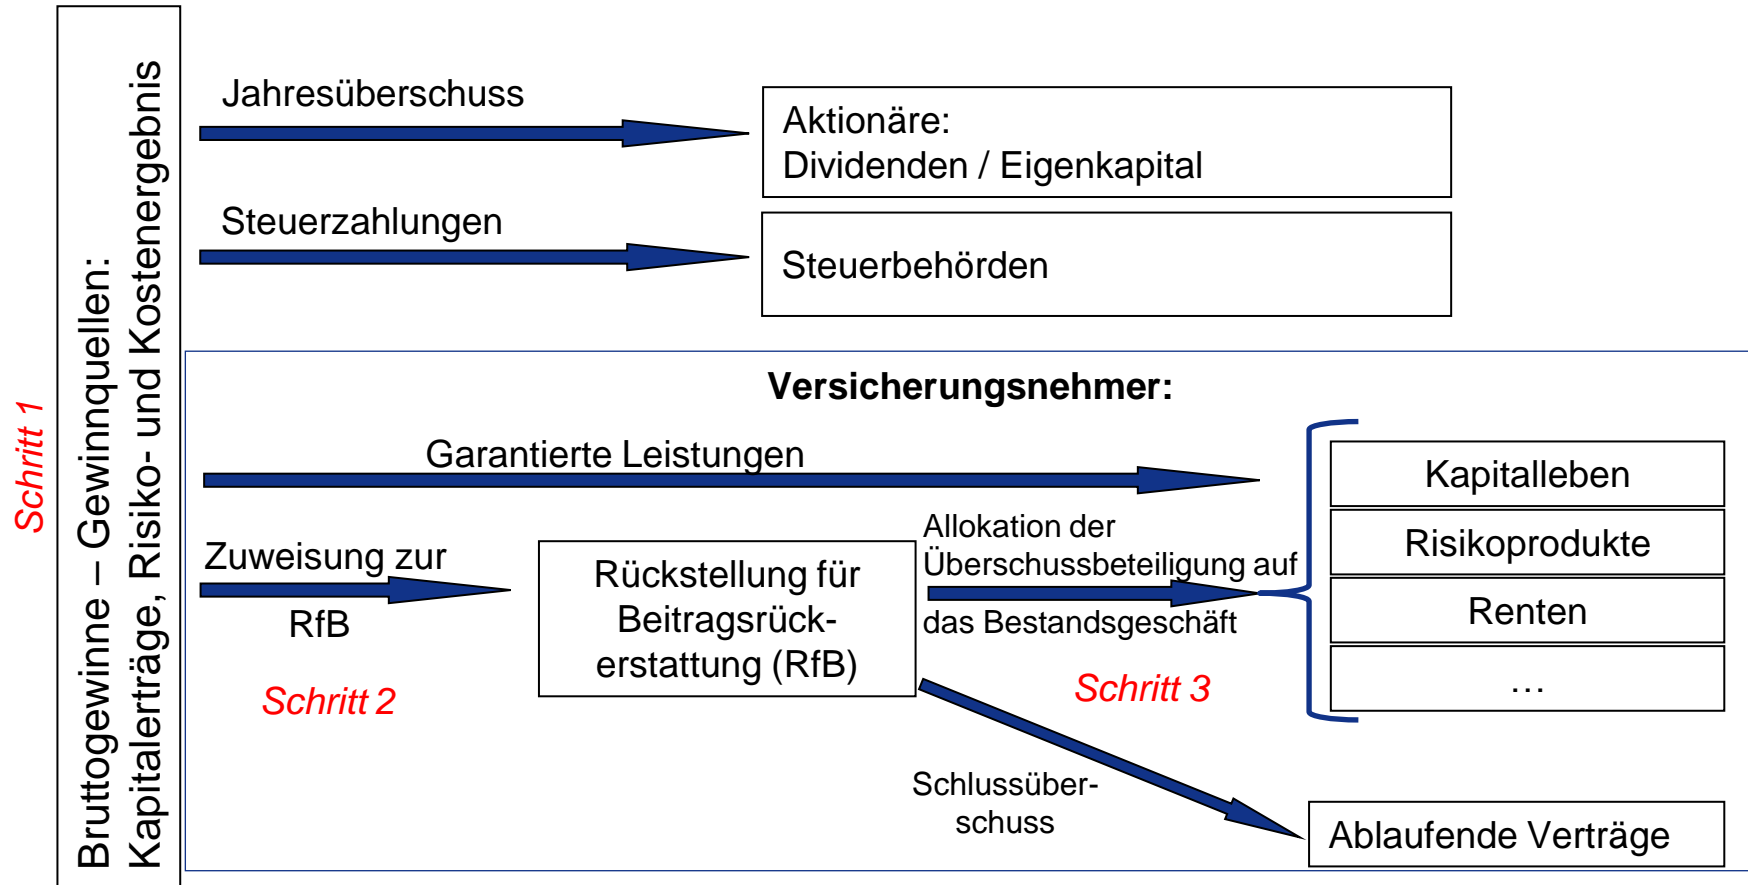 Schritt 1
Bruttogewinne – Gewinnquellen:
Kapitalerträge, Risiko- und Kostenergebnis
Jahresüberschuss
Aktionäre:
Dividenden / Eigenkapital
Steuerzahlungen
Steuerbehörden
Versicherungsnehmer:
Garantierte Leistungen
Zuweisung zur
RfB
Schritt 2
Rückstellung für
Beitragsrück-
erstattung (RfB)
Allokation der
Überschussbeteiligung auf
das Bestandsgeschäft
Schritt 3
Kapitalleben
Risikoprodukte
Renten
…
Schlussüber-
schuss
Ablaufende Verträge